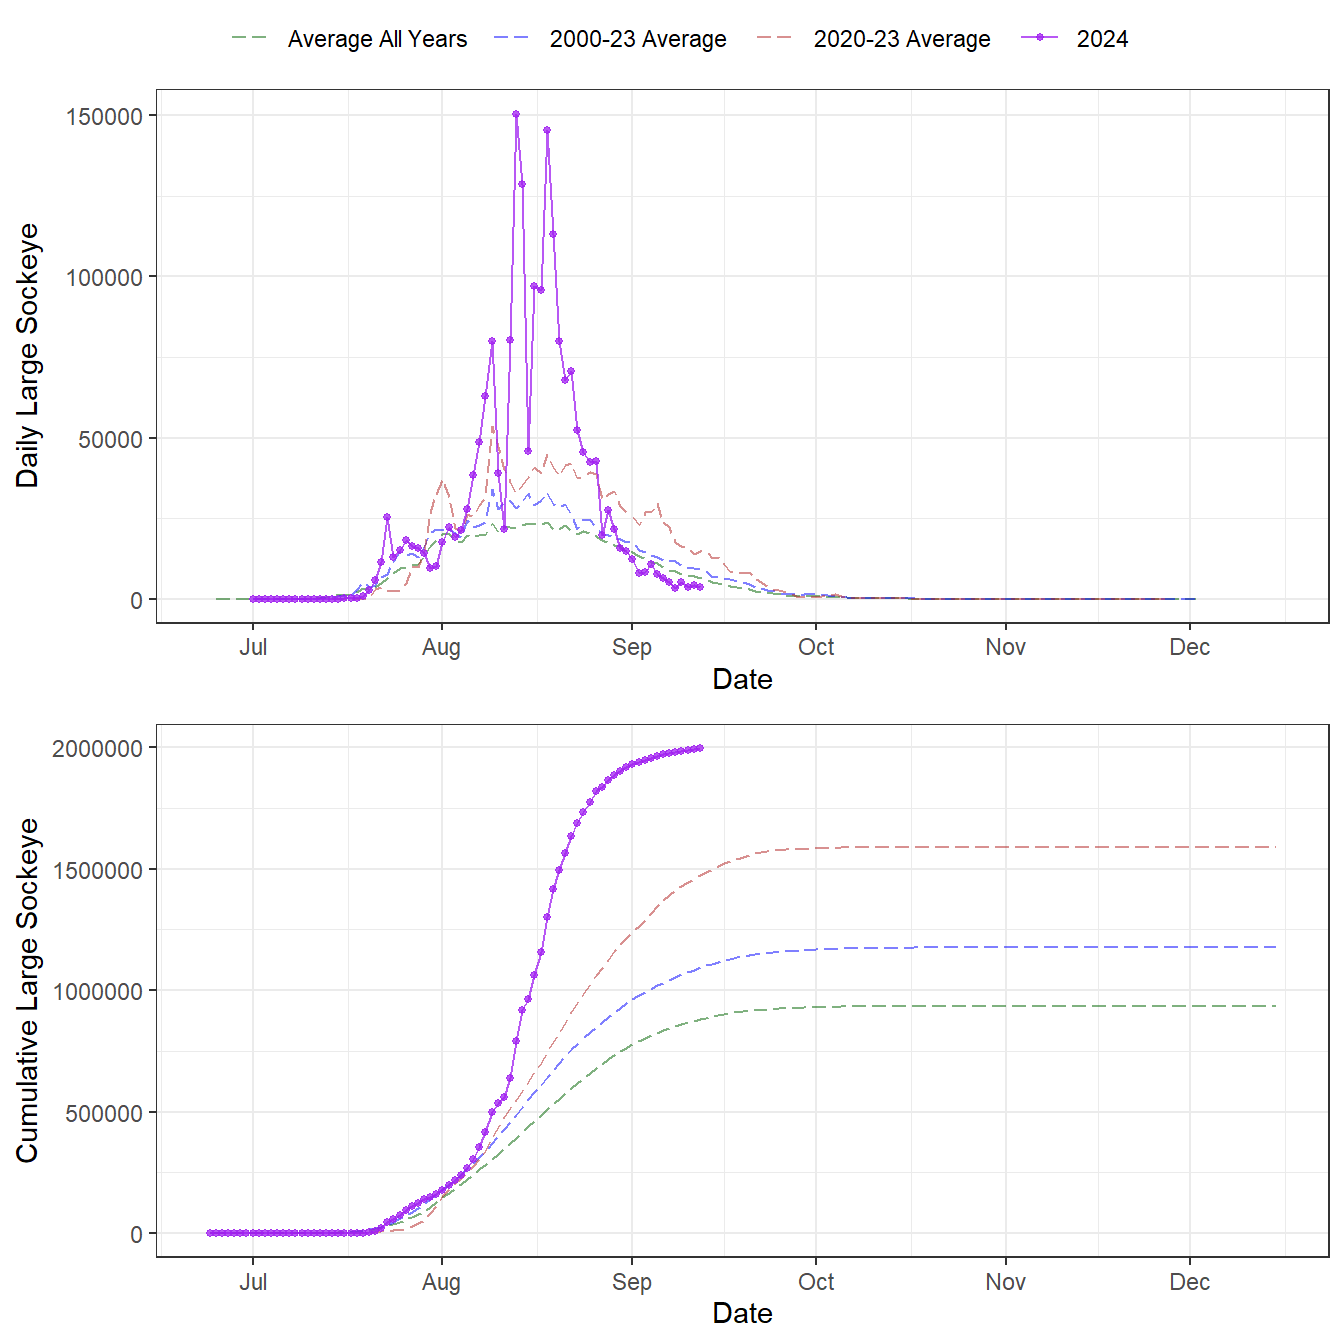 Average All Years 2000-23 Average 2020-23 Average 2024
150000
100000
50000
0
Daily Large Sockeye
Jul Aug Sep Oct Nov Dec
Date
2000000
1500000
1000000
500000
0
Cumulative Large Sockeye
Jul Aug Sep Oct Nov Dec
Date